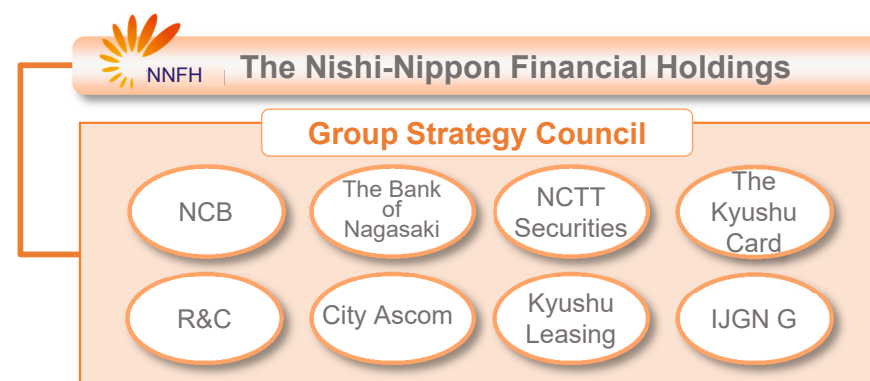 NNFH | The Nishi-Nippon Financial Holdings
Group Strategy Council
NCB
The Bank
of
Nagasaki
NCTT
Securities
The
Kyushu
Card
R&C
City Ascom
Kyushu
Leasing
IJGN G